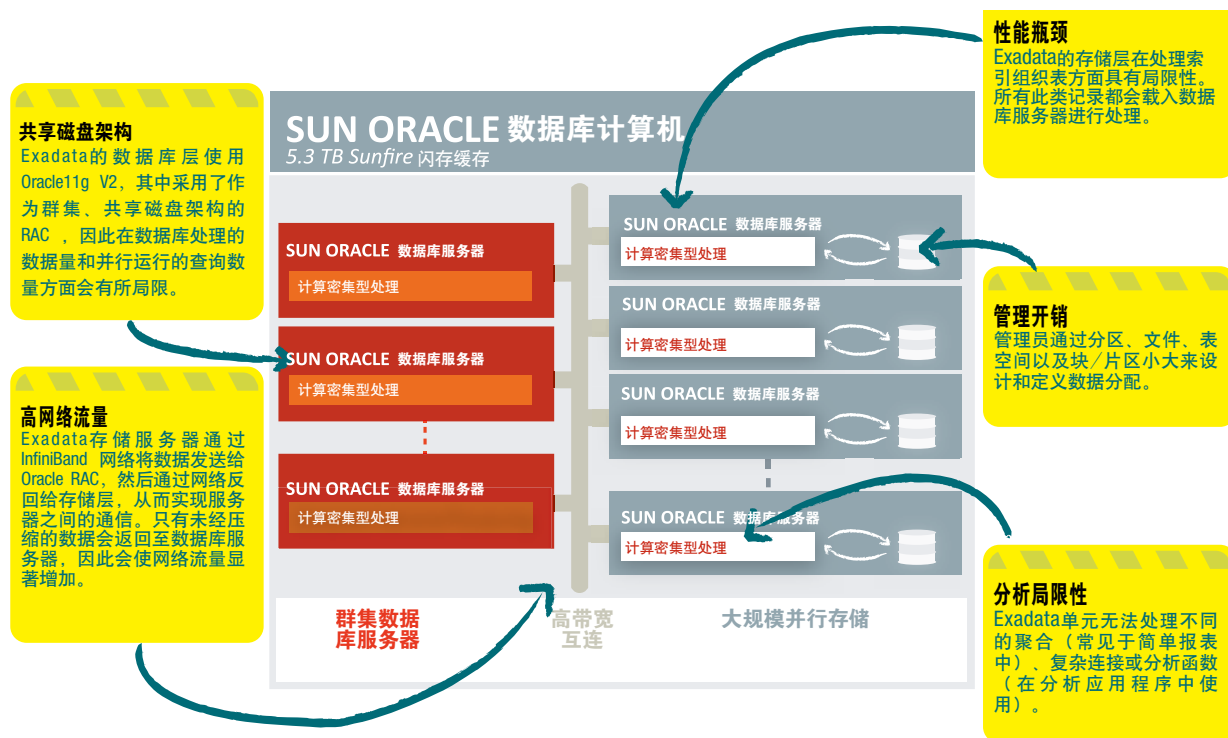 性能瓶颈
Exadata的存储层在处理索
引组织表方面具有局限性。
所有此类记录都会载入数据
库服务器进行处理。
共享磁盘架构
Exadata的数据库层使用
Oracle11g V2，其中采用了作
为群集、共享磁盘架构的
RAC ，因此在数据库处理的
数据量和并行运行的查询数
量方面会有所局限。
SUN ORACLE 数据库计算机
5.3 TB Sunfire 闪存缓存
SUN ORACLE 数据库服务器
计算密集型处理
SUN ORACLE 数据库服务器
计算密集型处理
SUN ORACLE 数据库服务器
计算密集型处理
SUN ORACLE 数据库服务器
计算密集型处理
SUN ORACLE 数据库服务器
计算密集型处理
SUN ORACLE 数据库服务器
计算密集型处理
SUN ORACLE 数据库服务器
计算密集型处理
管理开销
管理员通过分区、文件、表
空间以及块/片区小大来设
计和定义数据分配。
高网络流量
Exadata存储服务器通过
InfiniBand 网络将数据发送给
Oracle RAC，然后通过网络反
回给存储层，从而实现服务
器之间的通信。只有未经压
缩的数据会返回至数据库服
务器，因此会使网络流量显
著增加。
群集数据
库服务器
高带宽
互连
大规模并行存储
分析局限性
Exadata单元无法处理不同
的聚合（常见于简单报表
中）、复杂连接或分析函数
（在分析应用程序中使
用）。